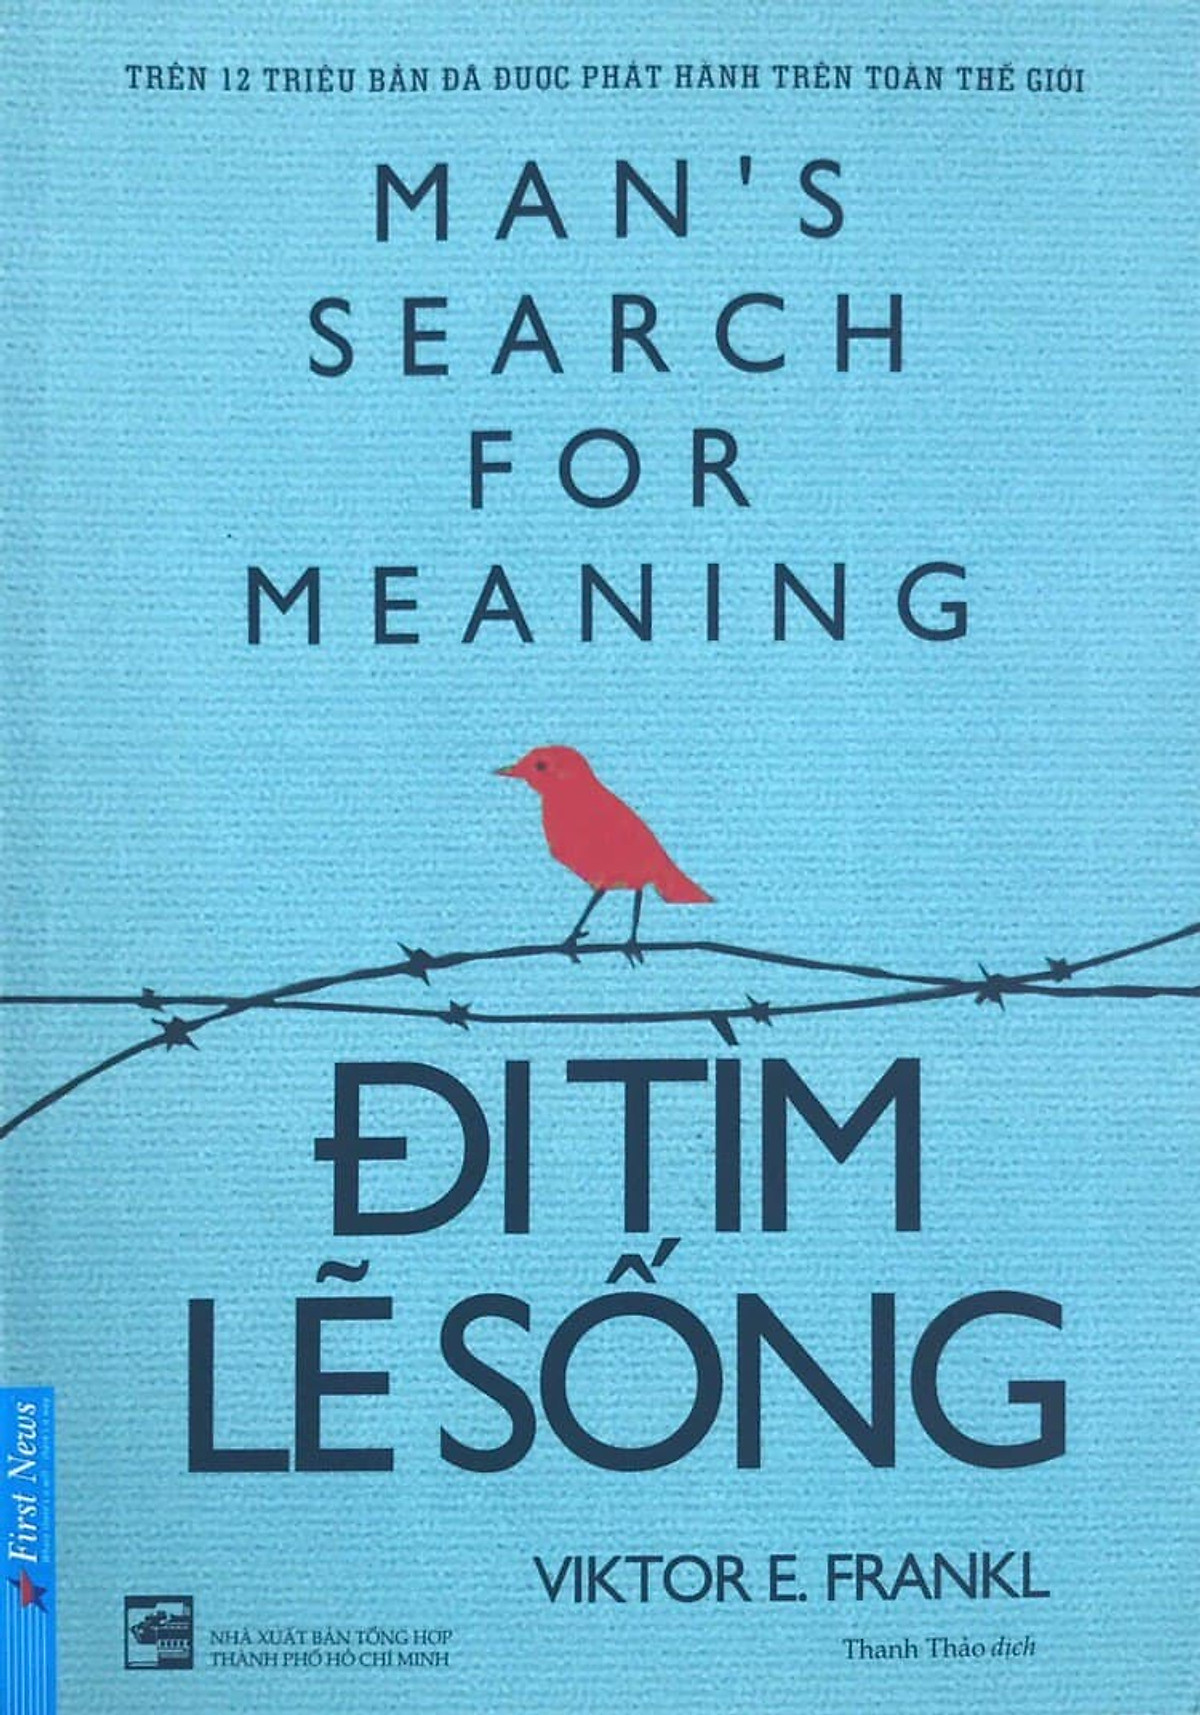 TRÊN 12 TRIỆU BẢN ĐÃ ĐƯỢC PHÁT HÀNH TRÊN TOÀN THẾ GIỚI
MAN'S
SEARCH
FOR
MEANING
ĐI TÌM
LẼ SỐNG
VIKTOR E. FRANKL
Thanh Thảo dịch
NHÀ XUẤT BẢN TỔNG HỢP
THÀNH PHỐ HỒ CHÍ MINH
First News